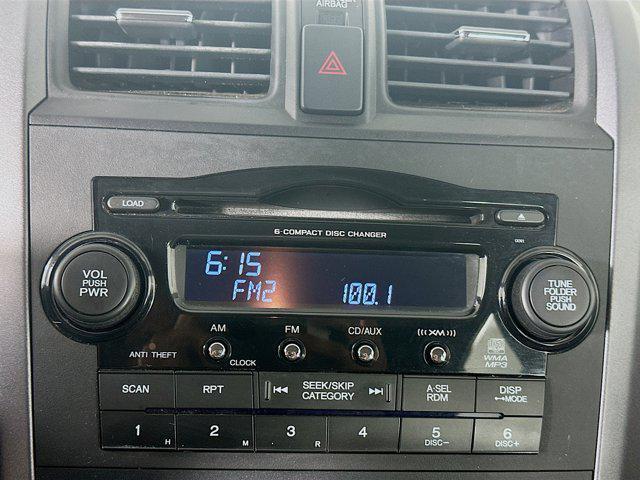 AIRBAG
LOAD
6-COMPACT DISC CHANGER
6:15
FM2 100.1
VOL
PUSH
PWR
TUNE
FOLDER
PUSH
SOUND
AM FM CD/AUX (((XM)))
ANTI THEFT CLOCK
WMA
MP3
SCAN RPT SEEK/SKIP CATEGORY A·SEL RDM DISP MODE
1 H 2 M 3 R 4 5 DISC− 6 DISC+